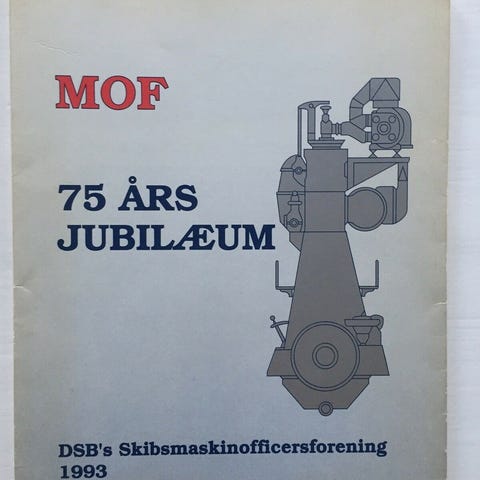 MOF
75 ÅRS
JUBILÆUM
DSB's Skibsmaskinofficersforening
1993